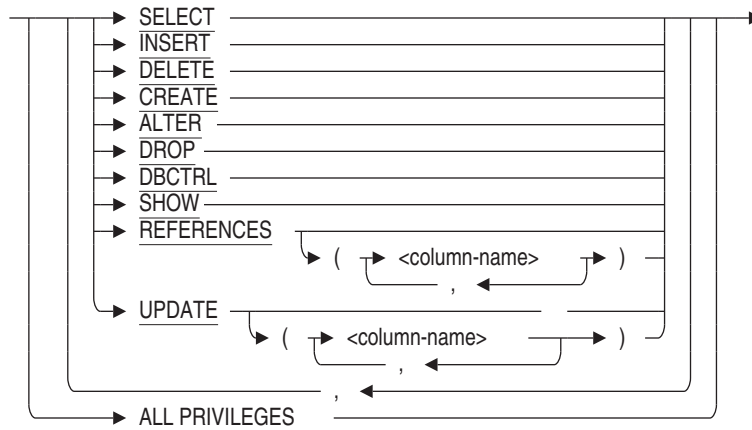 SELECT
INSERT
DELETE
CREATE
ALTER
DROP
DBCTRL
SHOW
REFERENCES
( <column-name> )
,
UPDATE
( <column-name> )
,
,
ALL PRIVILEGES